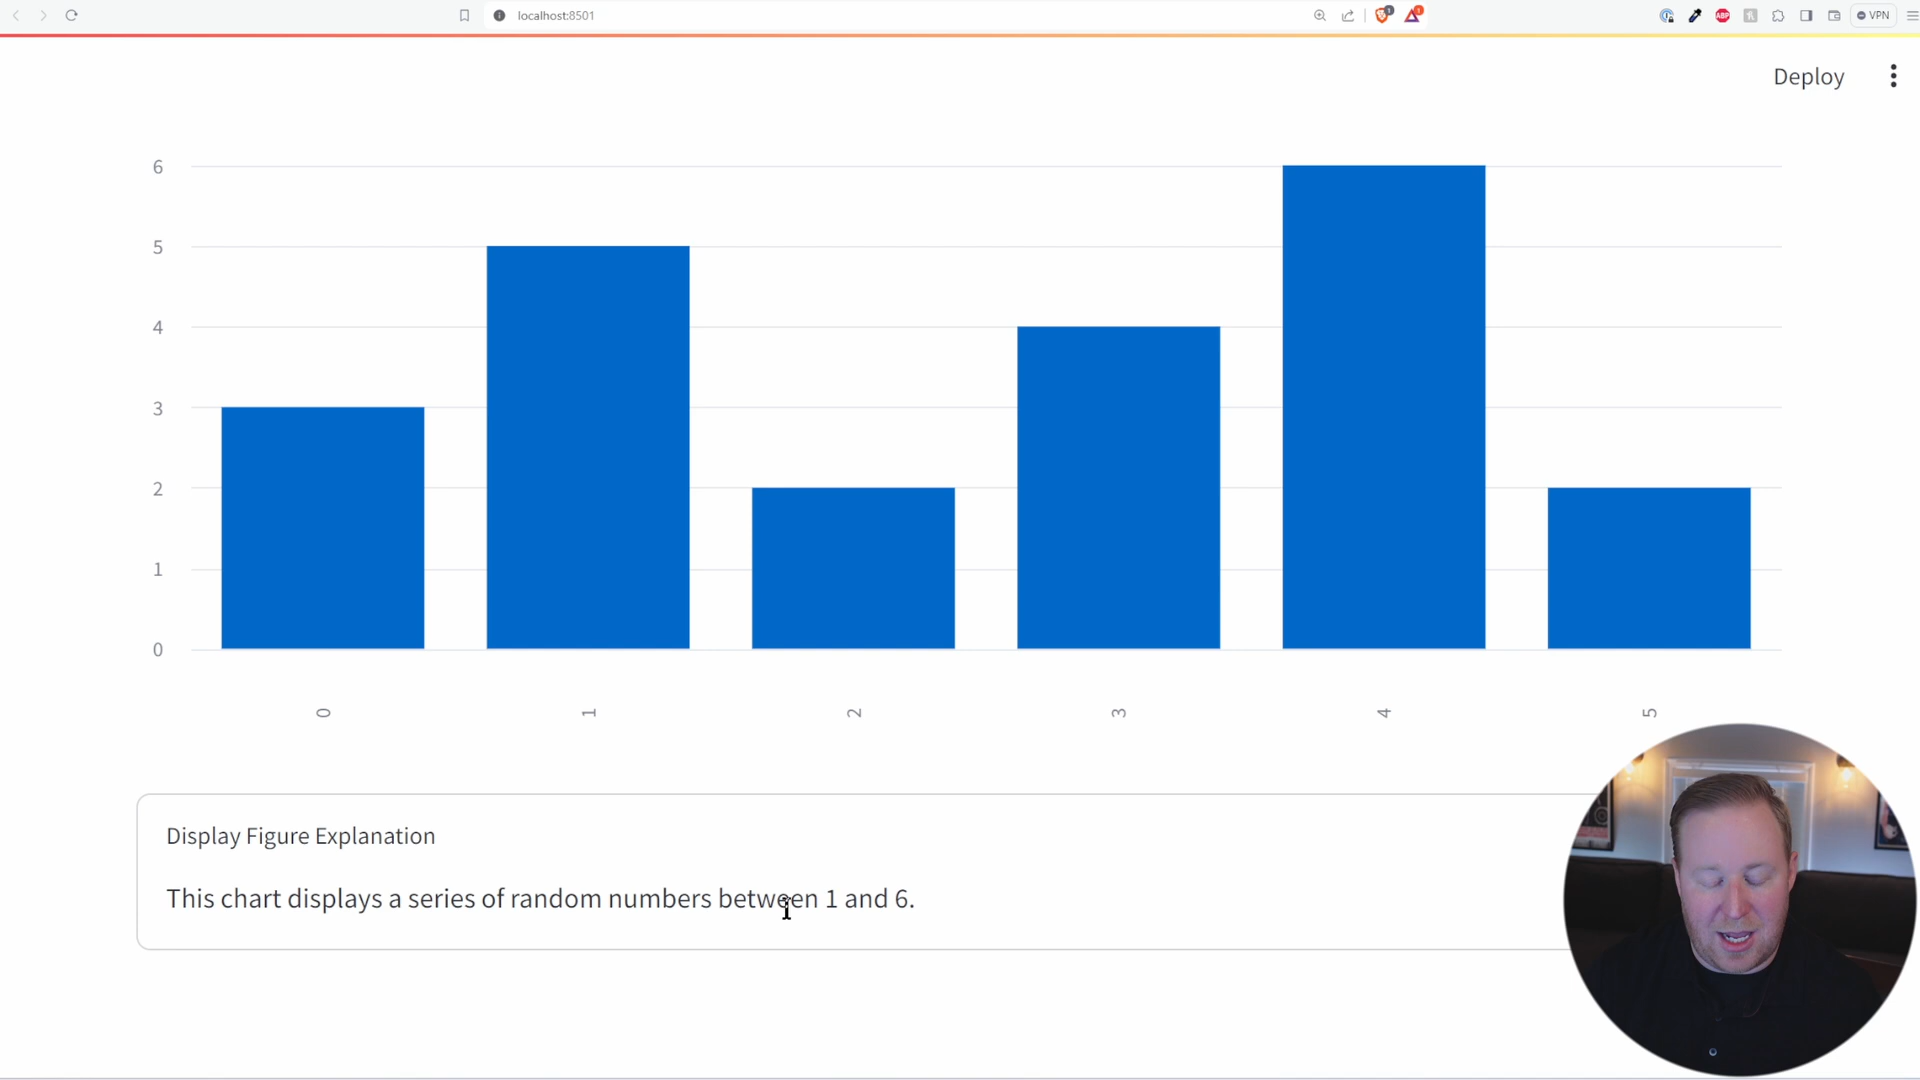 localhost:8501
VPN
Deploy
6
5
4
3
2
1
0
0
1
2
3
4
5
Display Figure Explanation
This chart displays a series of random numbers between 1 and 6.